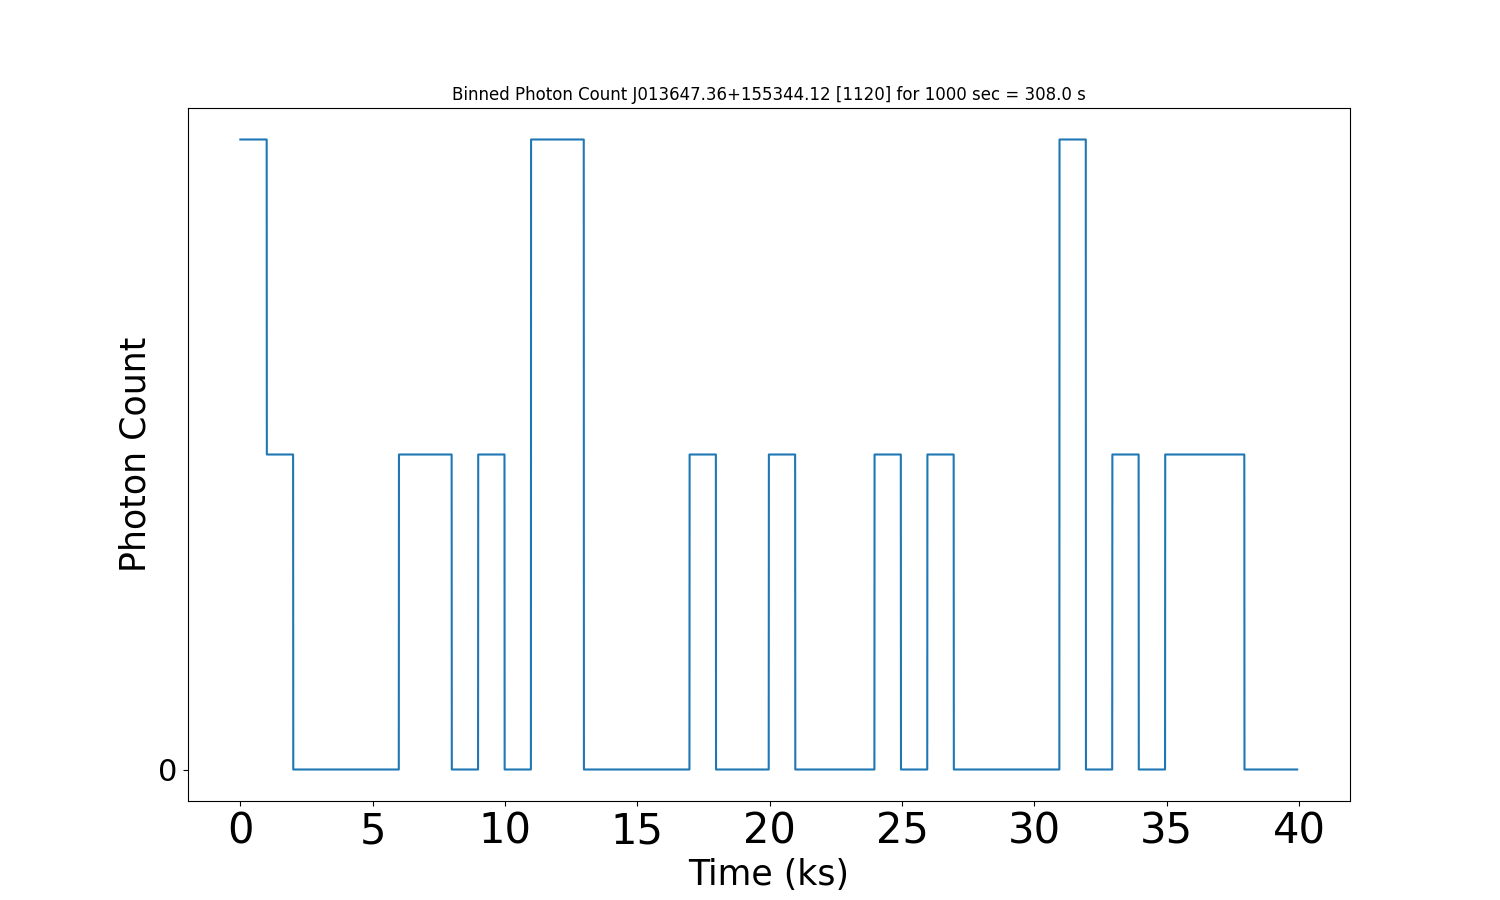 Binned Photon Count J013647.36+155344.12 [1120] for 1000 sec = 308.0 s
Photon Count
0
0 5 10 15 20 25 30 35 40
Time (ks)